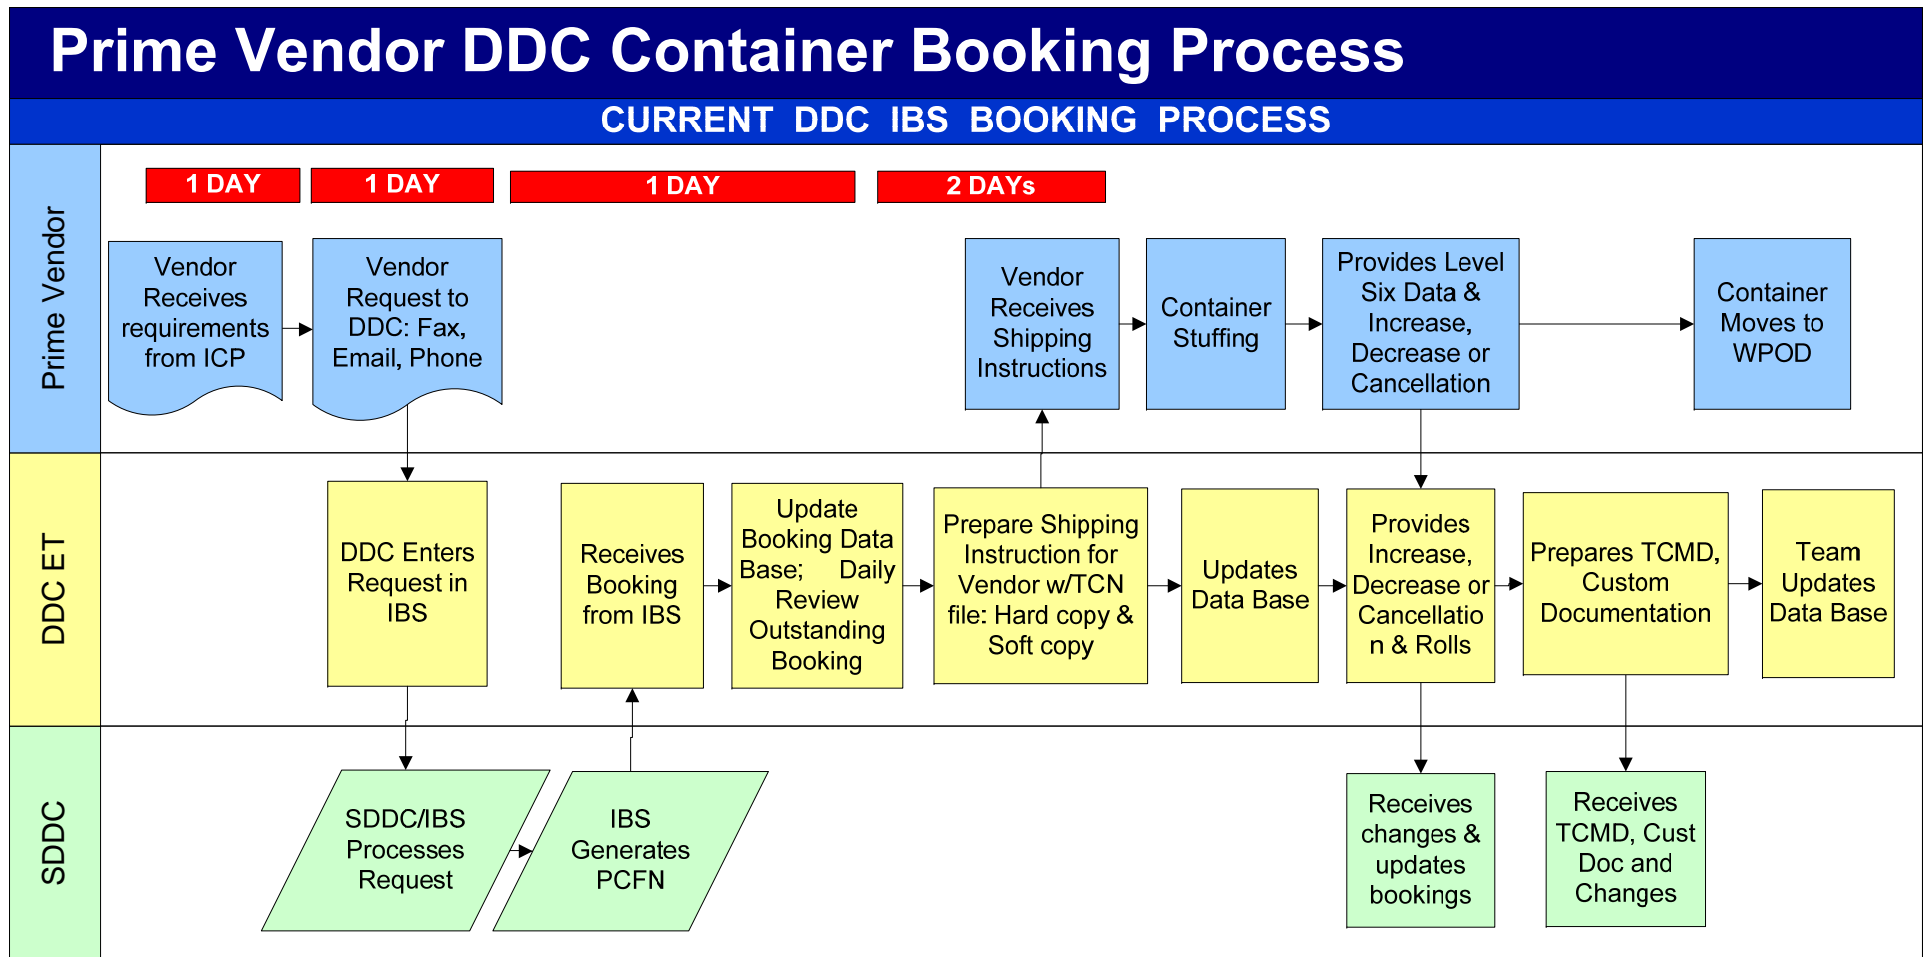 Prime Vendor DDC Container Booking Process
CURRENT DDC IBS BOOKING PROCESS
Prime Vendor
1 DAY
1 DAY
1 DAY
2 DAYs
Vendor
Receives
requirements
from ICP
Vendor
Request to
DDC: Fax,
Email, Phone
Vendor
Receives
Shipping
Instructions
Container
Stuffing
Provides Level
Six Data &
Increase,
Decrease or
Cancellation
Container
Moves to
WPOD
DDC ET
DDC Enters
Request in
IBS
Receives
Booking
from IBS
Update
Booking Data
Base; Daily
Review
Outstanding
Booking
Prepare Shipping
Instruction for
Vendor w/TCN
file: Hard copy &
Soft copy
Updates
Data Base
Provides
Increase,
Decrease or
Cancellatio
n & Rolls
Prepares TCMD,
Custom
Documentation
Team
Updates
Data Base
SDDC
SDDC/IBS
Processes
Request
IBS
Generates
PCFN
Receives
changes &
updates
bookings
Receives
TCMD, Cust
Doc and
Changes